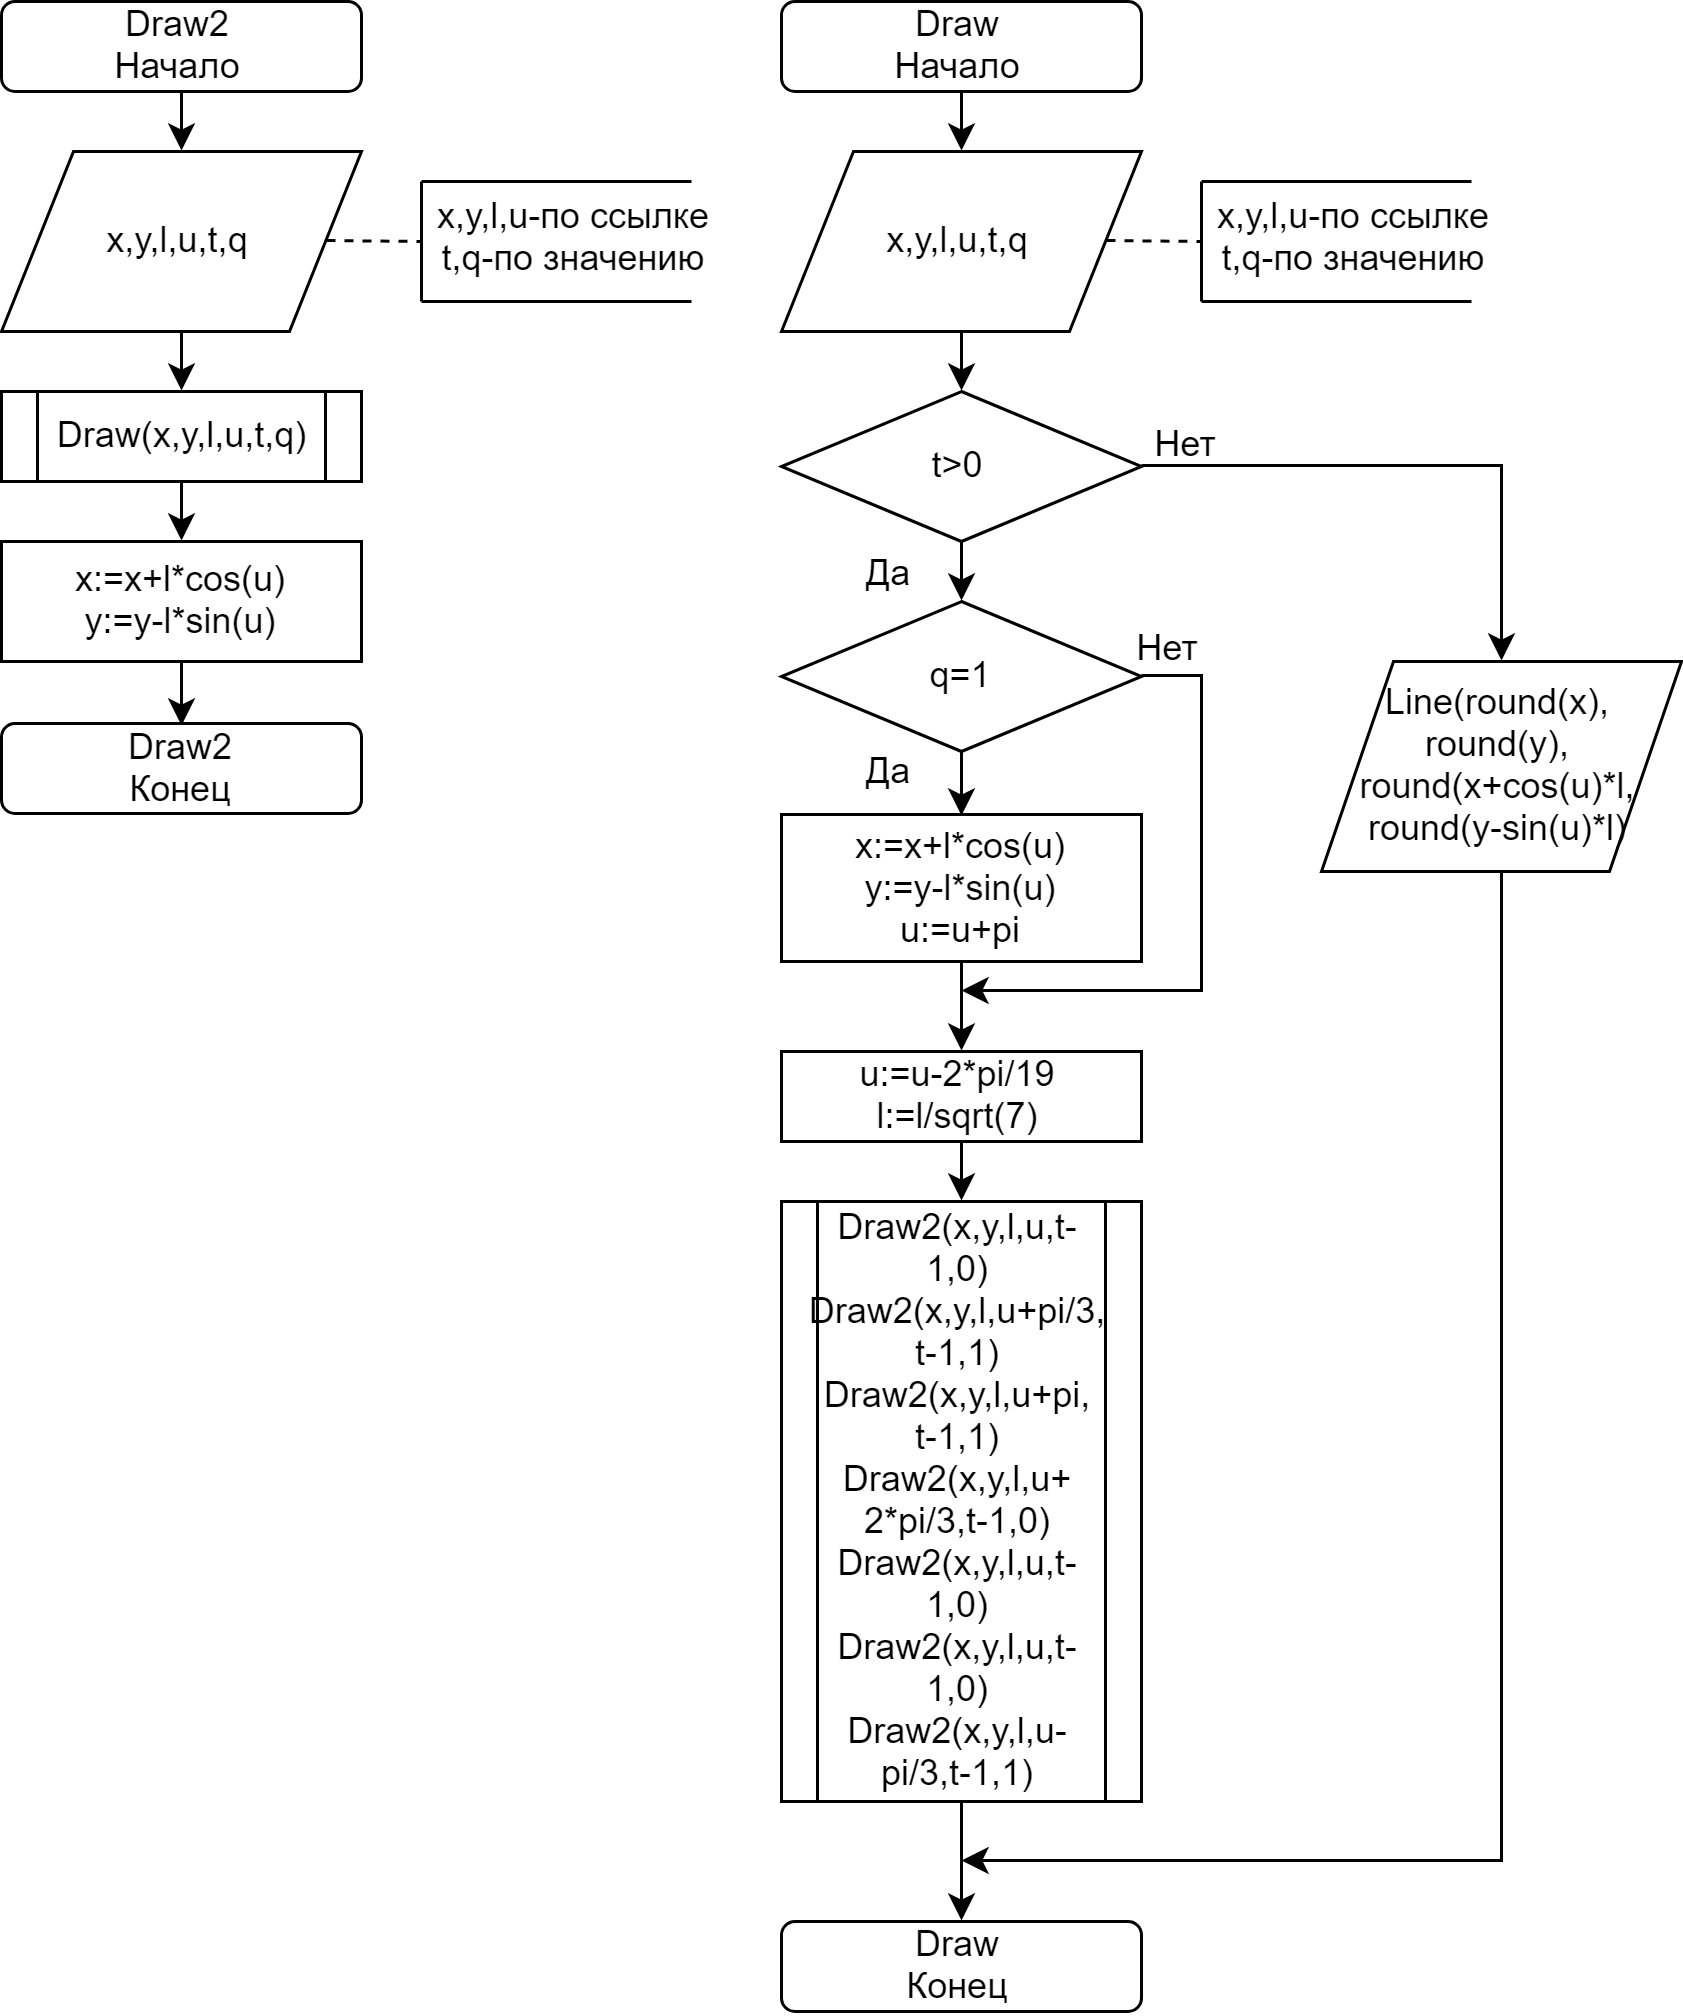 Draw2
Начало
x,y,l,u,t,q
x,y,l,u-по ссылке
t,q-по значению
Draw(x,y,l,u,t,q)
x:=x+l*cos(u)
y:=y-l*sin(u)
Draw2
Конец
Draw
Начало
x,y,l,u,t,q
x,y,l,u-по ссылке
t,q-по значению
t>0
Нет
Да
q=1
Нет
Да
Line(round(x),
round(y),
round(x+cos(u)*l,
round(y-sin(u)*l)
x:=x+l*cos(u)
y:=y-l*sin(u)
u:=u+pi
u:=u-2*pi/19
l:=l/sqrt(7)
Draw2(x,y,l,u,t-
1,0)
Draw2(x,y,l,u+pi/3,
t-1,1)
Draw2(x,y,l,u+pi,
t-1,1)
Draw2(x,y,l,u+
2*pi/3,t-1,0)
Draw2(x,y,l,u,t-
1,0)
Draw2(x,y,l,u,t-
1,0)
Draw2(x,y,l,u-
pi/3,t-1,1)
Draw
Конец